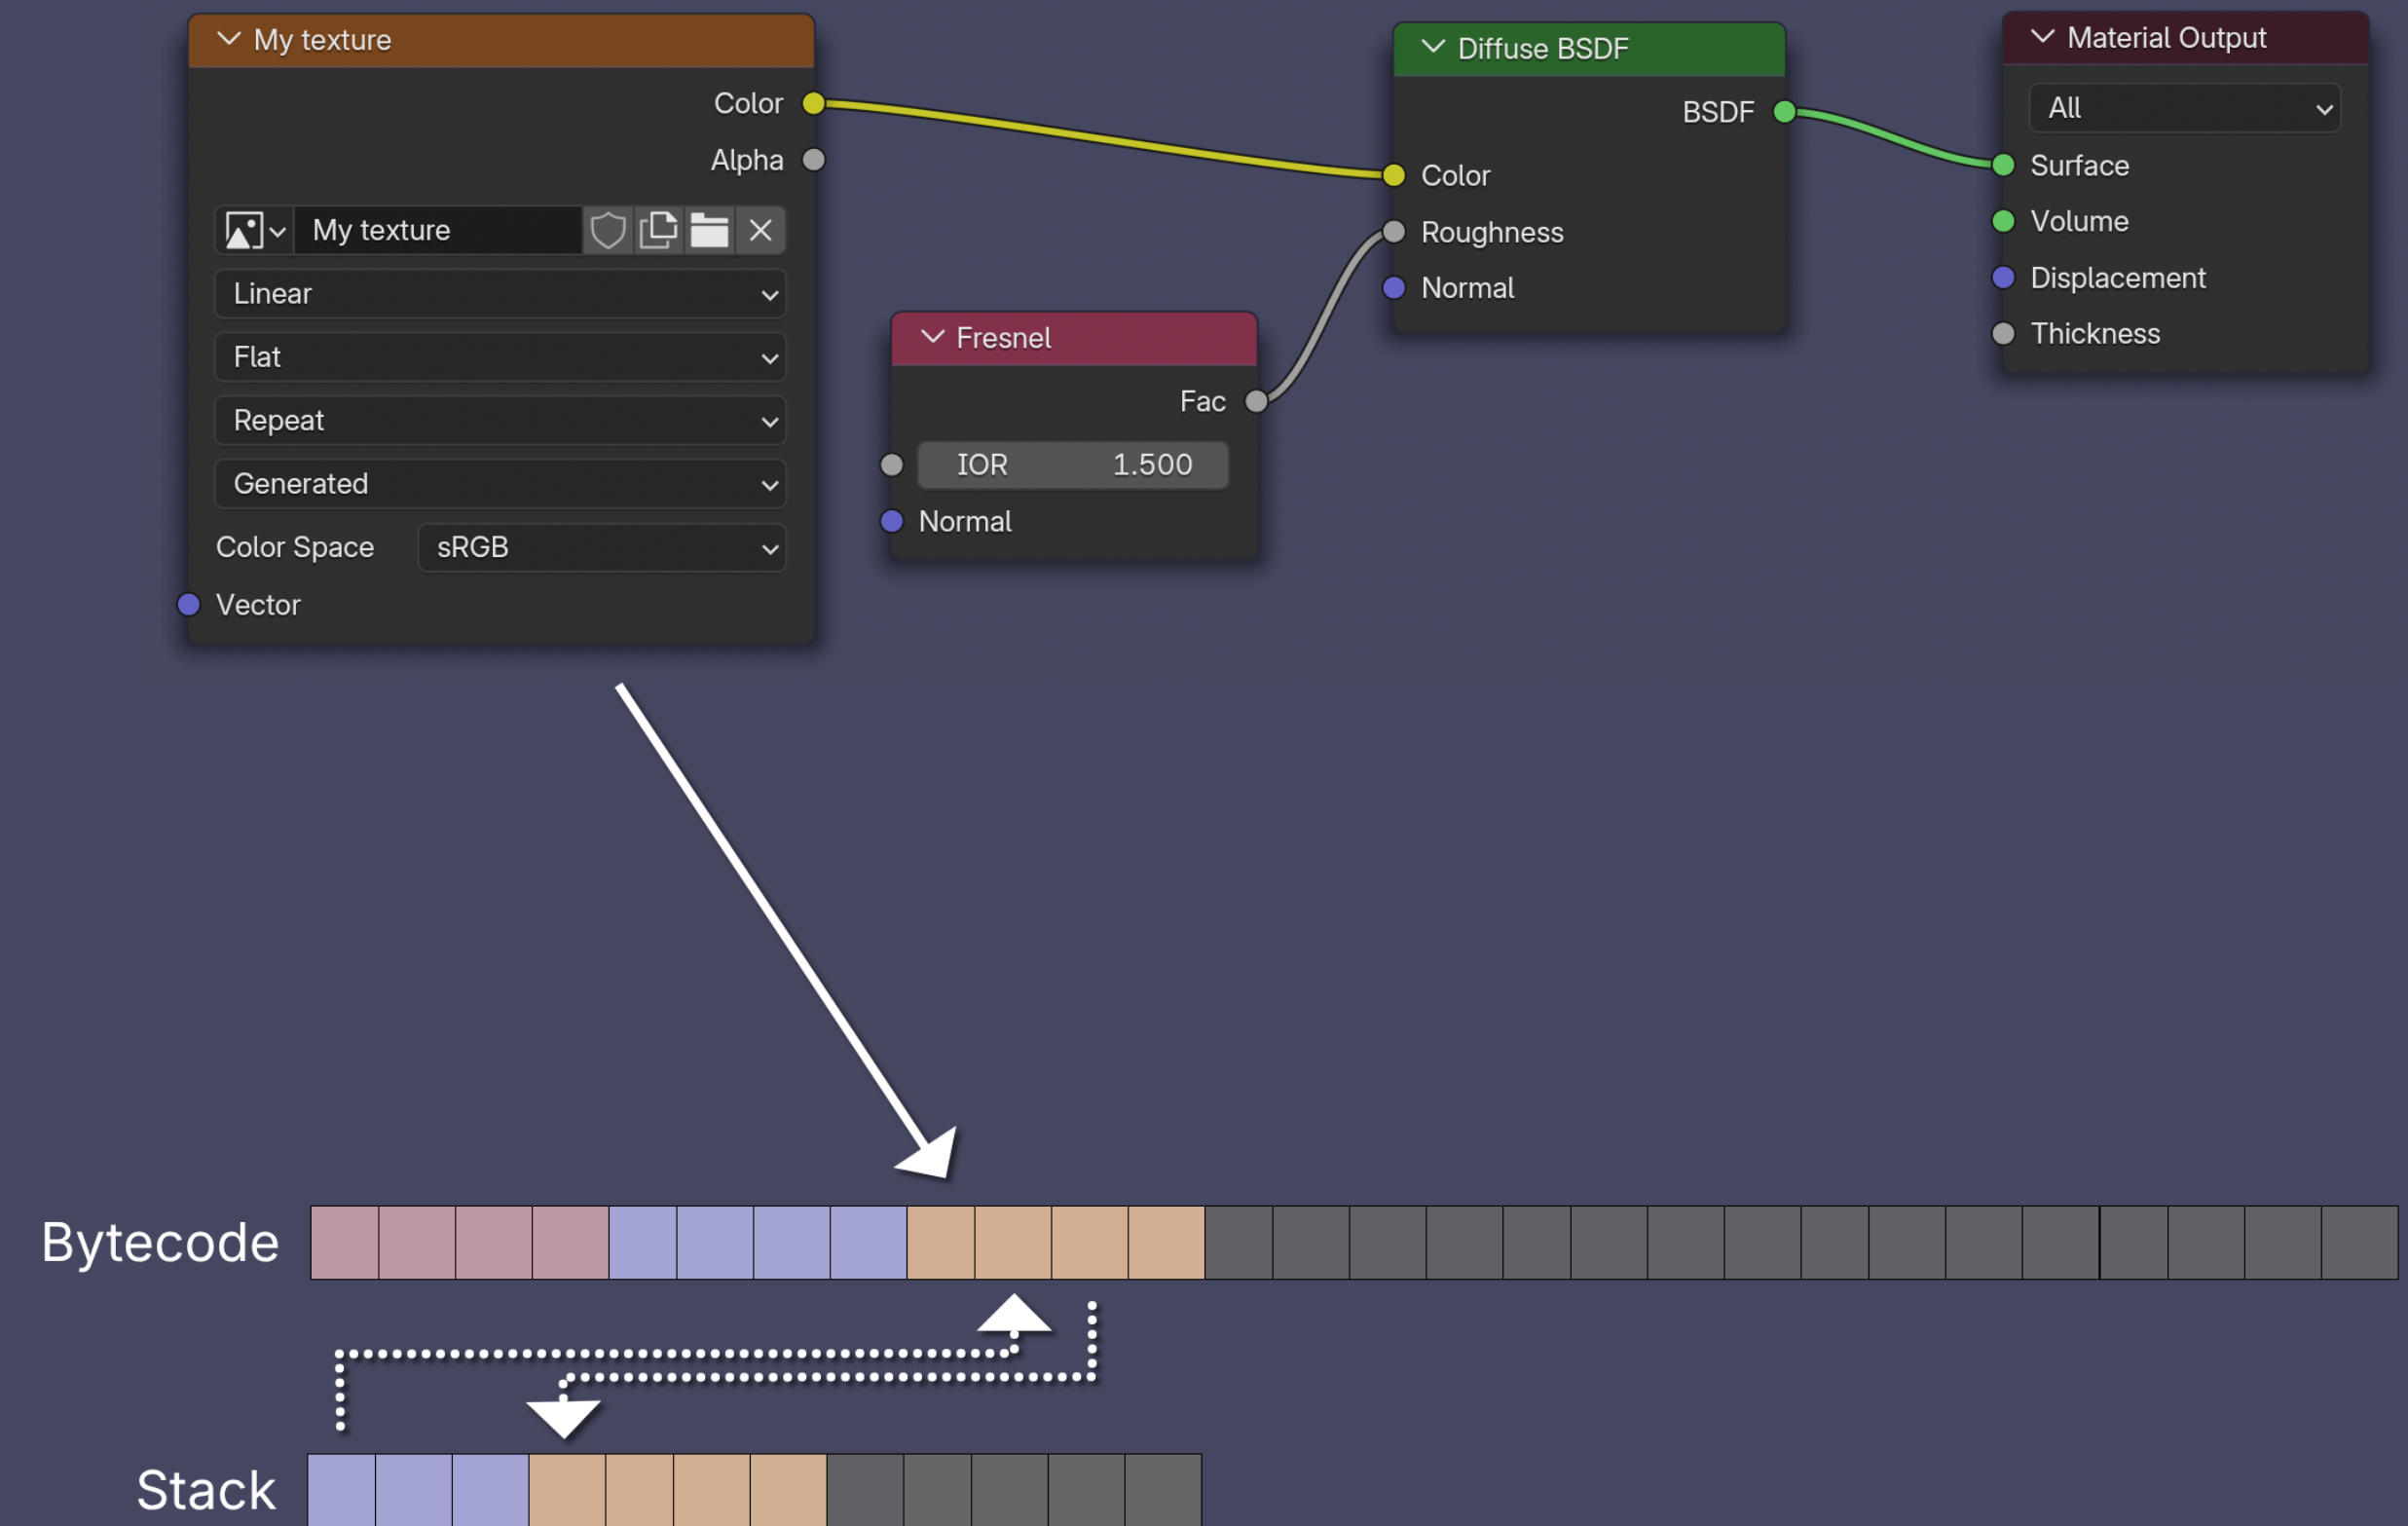 My texture
Color
Alpha
My texture
Linear
Flat
Repeat
Generated
Color Space sRGB
Vector
Fresnel
Fac
IOR 1.500
Normal
Diffuse BSDF
BSDF
Color
Roughness
Normal
Material Output
All
Surface
Volume
Displacement
Thickness
Bytecode
Stack